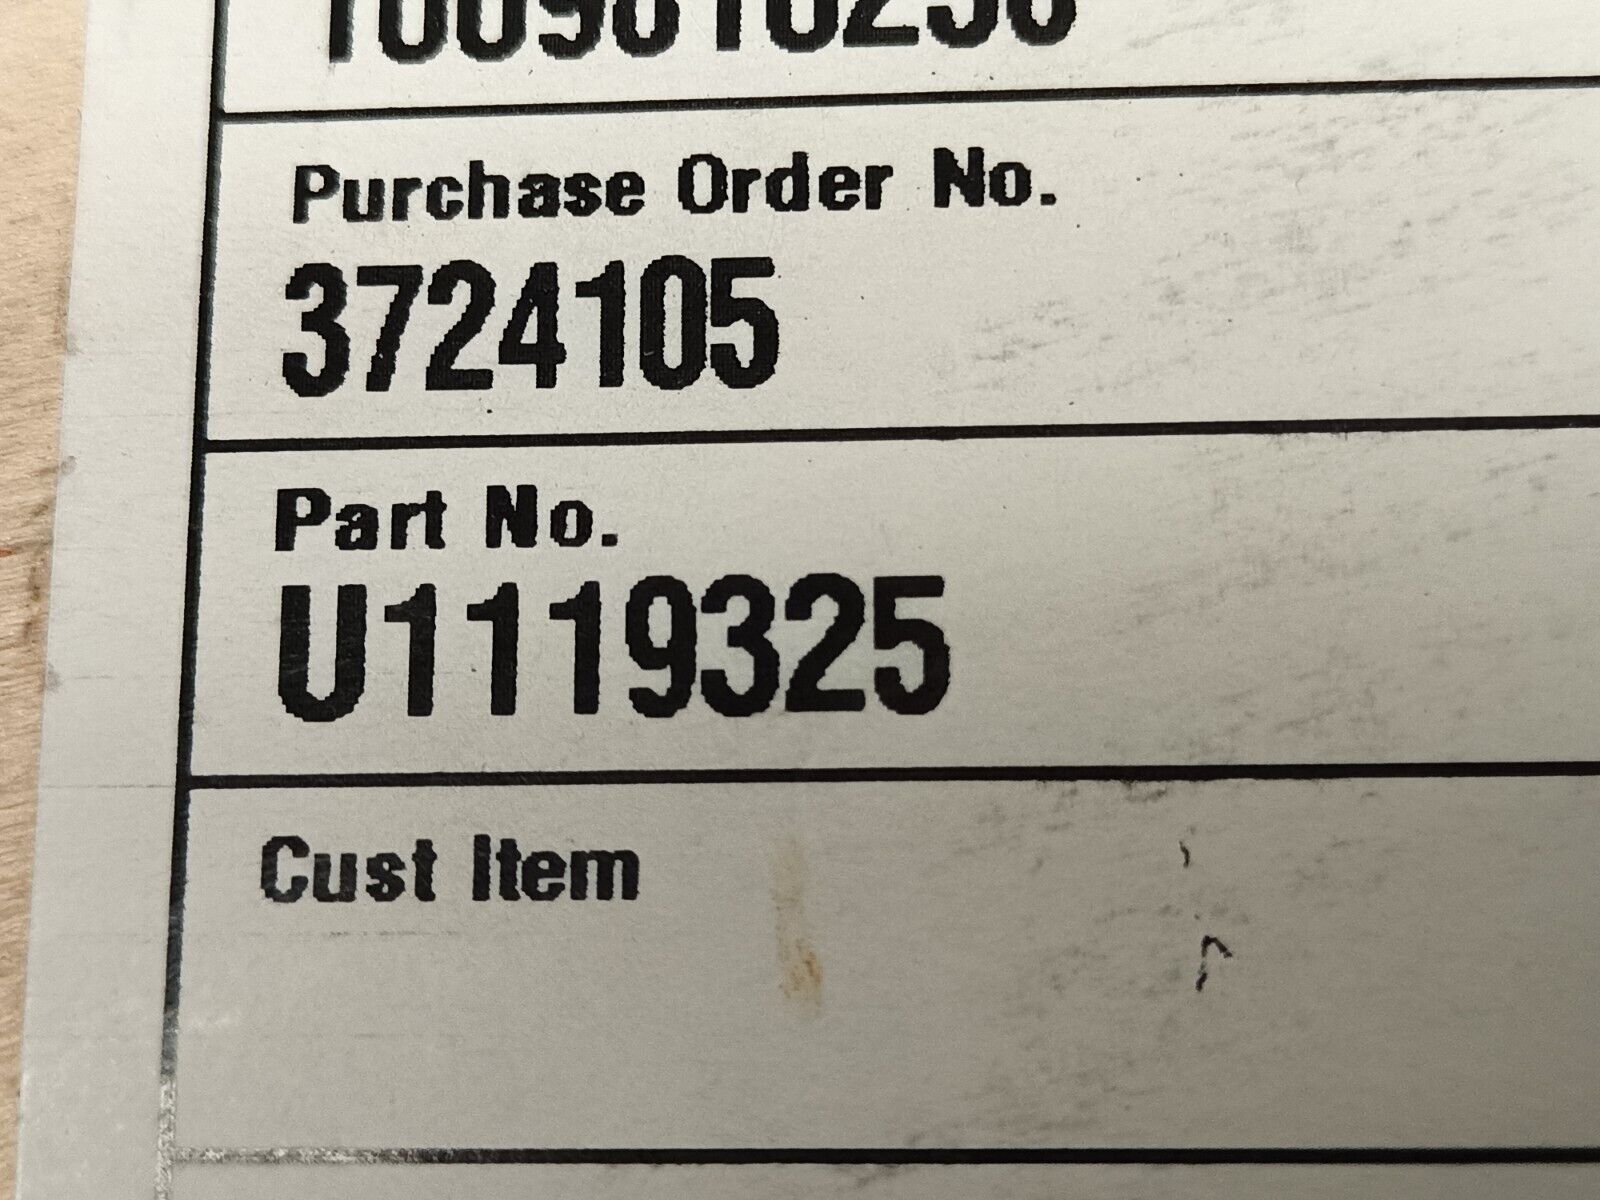 Purchase Order No.
3724105
Part No.
U1119325
Cust Item